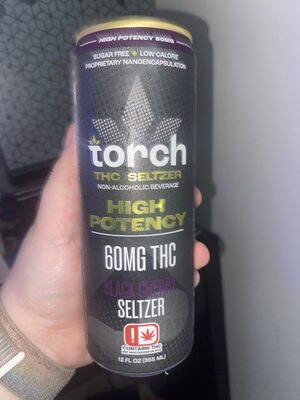 HIGH POTENCY 60MG
SUGAR FREE LOW CALORIE
PROPRIETARY NANOENCAPSULATION
torch
THC SELTZER
NON-ALCOHOLIC BEVERAGE
HIGH
POTENCY
60MG THC
BLACK CHERRY
SELTZER
CONTAINS THC
12 FL OZ (355 ML)